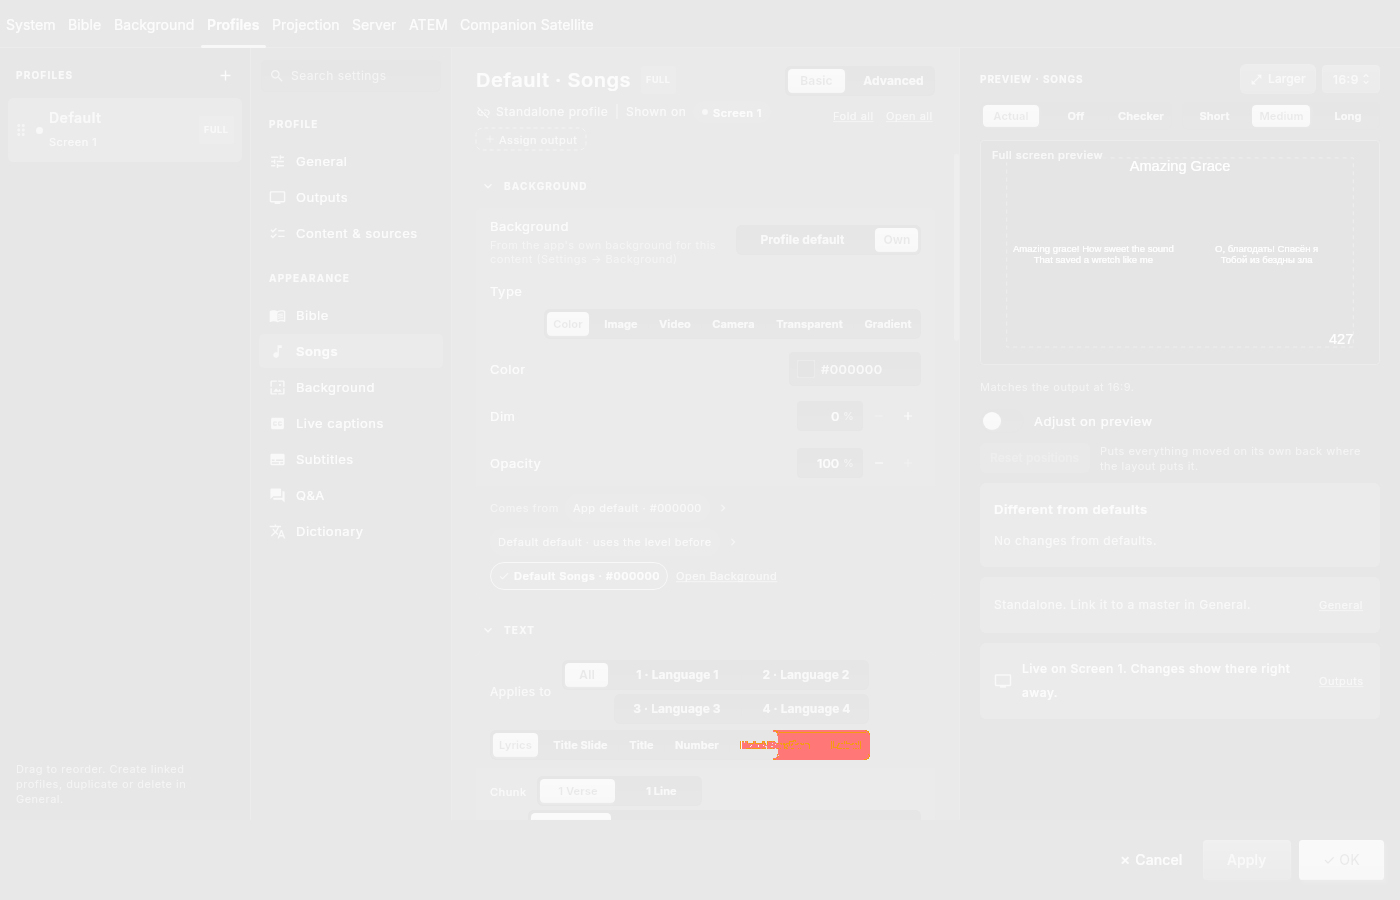 System Bible Background Profiles Projection Server ATEM Companion Satellite
PROFILES
Default
Screen 1
FULL
Drag to reorder. Create linked
profiles, duplicate or delete in
General.
Search settings
PROFILE
General
Outputs
Content & sources
APPEARANCE
Bible
Songs
Background
Live captions
Subtitles
Q&A
Dictionary
Default · Songs FULL
Basic Advanced
Standalone profile | Shown on Screen 1
Fold all Open all
+ Assign output
BACKGROUND
Background
From the app's own background for this
content (Settings → Background)
Profile default Own
Type
Color Image Video Camera Transparent Gradient
Color #000000
Dim 0 % +
Opacity 100 % −
Comes from App default · #000000
Default default · uses the level before
Default Songs · #000000 Open Background
TEXT
Applies to
All 1 · Language 1 2 · Language 2
3 · Language 3 4 · Language 4
Lyrics Title Slide Title Number
Chunk 1 Verse 1 Line
PREVIEW · SONGS
Larger 16:9
Actual Off Checker Short Medium Long
Full screen preview
Amazing Grace
Amazing grace! How sweet the sound
That saved a wretch like me
О, благодать! Спасён я
Тобой из бездны зла
427
Matches the output at 16:9.
Adjust on preview
Reset positions
Puts everything moved on its own back where
the layout puts it.
Different from defaults
No changes from defaults.
Standalone. Link it to a master in General. General
Live on Screen 1. Changes show there right
away.
Outputs
× Cancel Apply OK